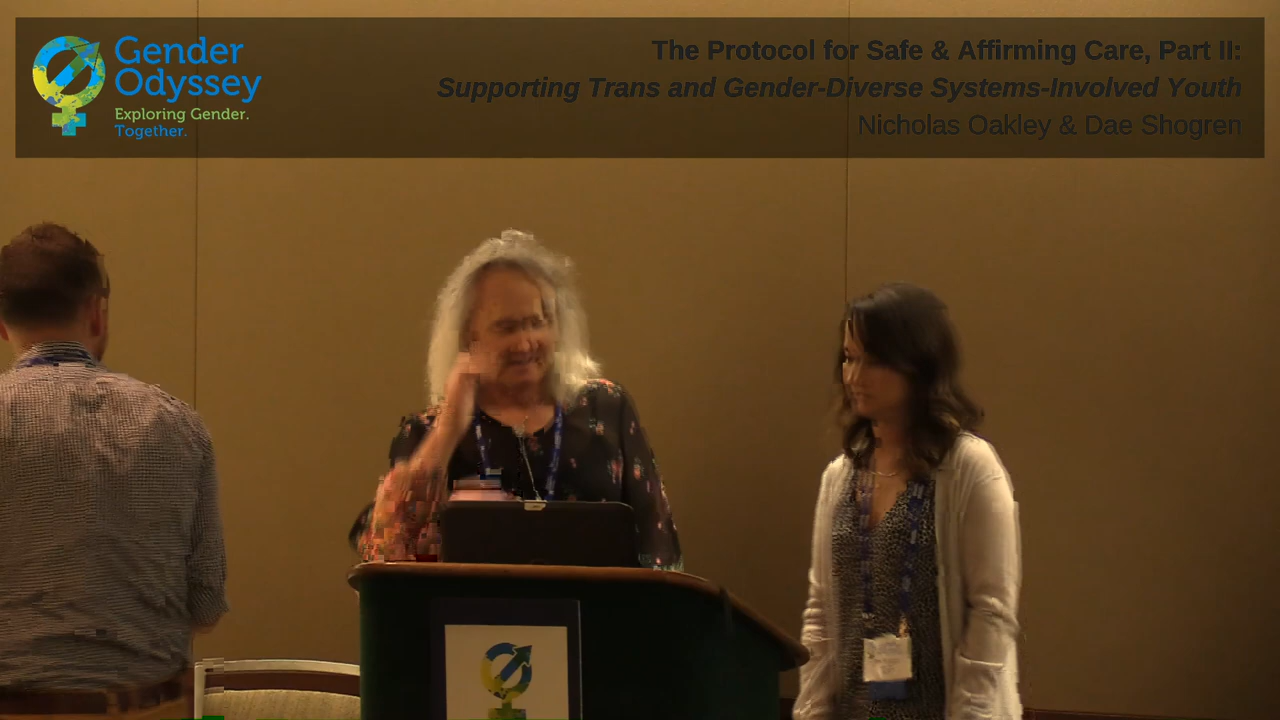 Gender
Odyssey
Exploring Gender.
Together.
The Protocol for Safe & Affirming Care, Part II:
Supporting Trans and Gender-Diverse Systems-Involved Youth
Nicholas Oakley & Dae Shogren